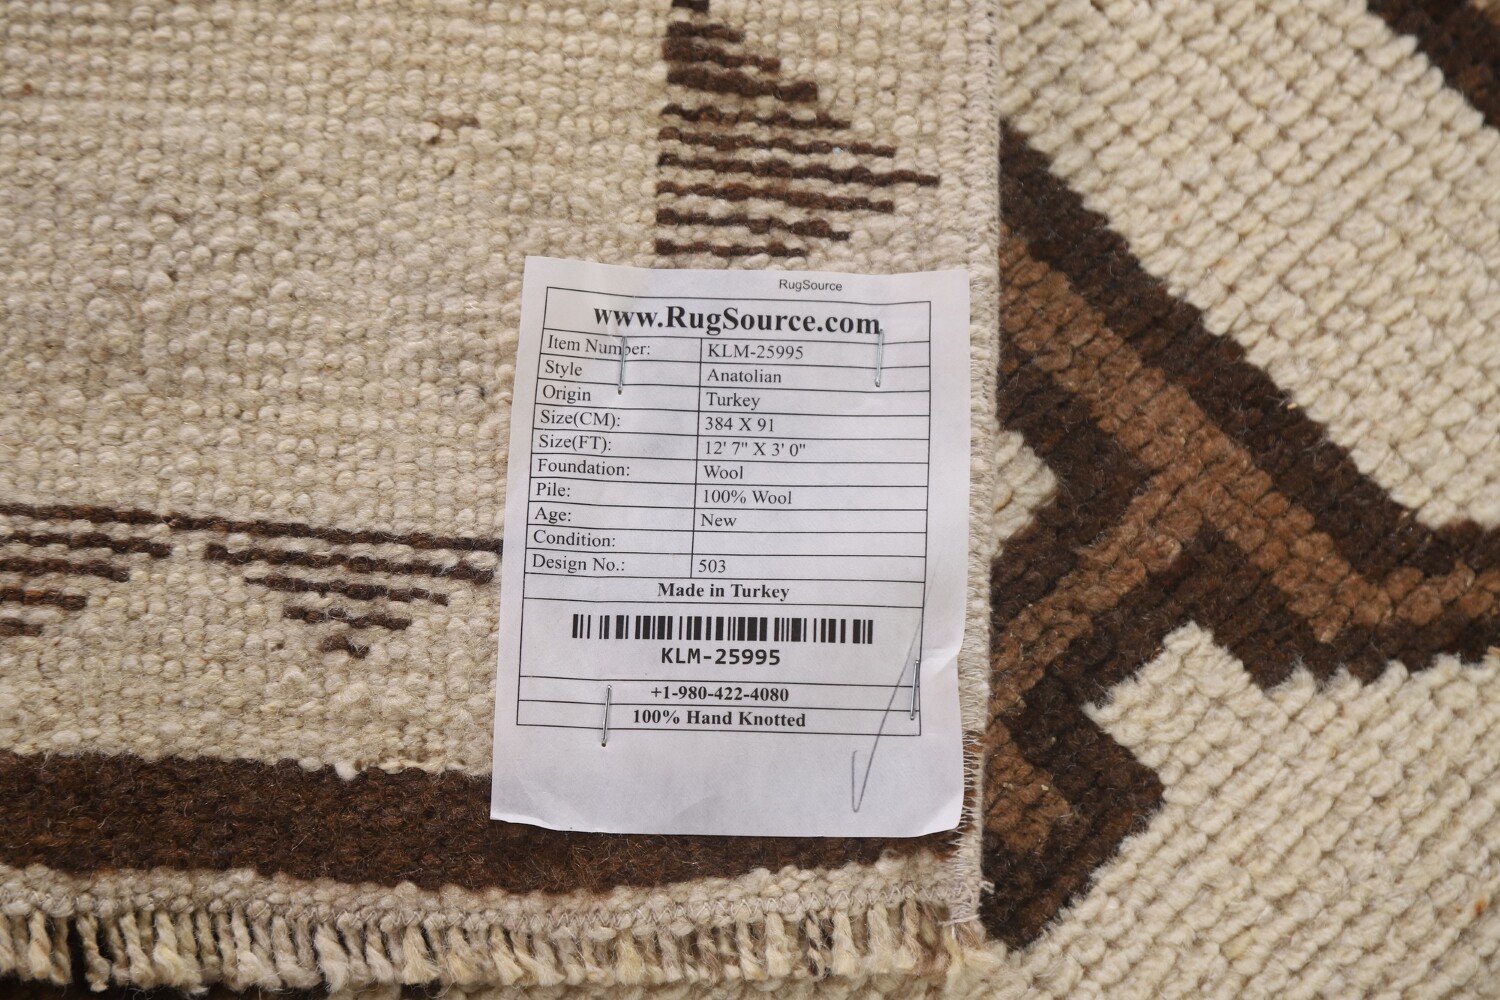 RugSource
www.RugSource.com
Item Number: KLM-25995
Style Anatolian
Origin Turkey
Size(CM): 384 X 91
Size(FT): 12' 7" X 3' 0"
Foundation: Wool
Pile: 100% Wool
Age: New
Condition:
Design No.: 503
Made in Turkey
KLM-25995
+1-980-422-4080
100% Hand Knotted